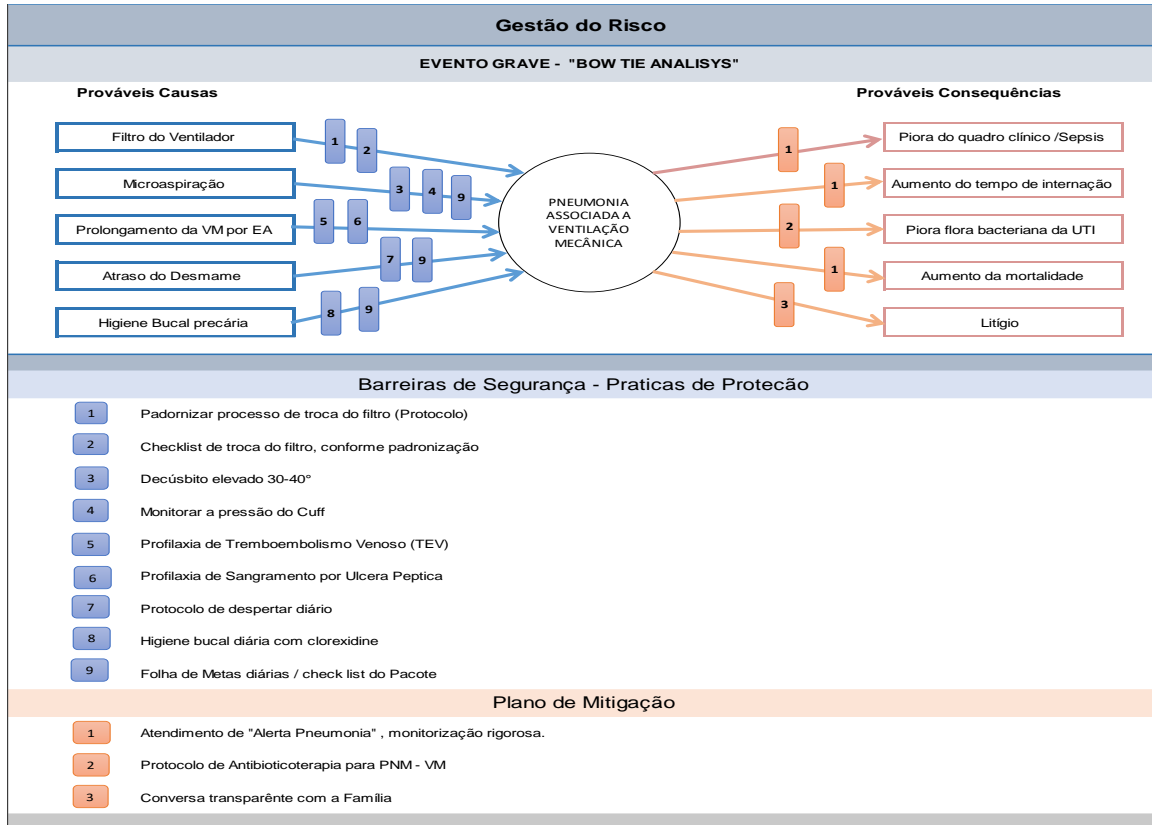 Gestão do Risco
EVENTO GRAVE - "BOW TIE ANALISYS"
Prováveis Causas
Prováveis Consequências
Filtro do Ventilador
1
2
1
Piora do quadro clínico /Sepsis
Microaspiração
3
4
9
1
Aumento do tempo de internação
Prolongamento da VM por EA
5
6
PNEUMONIA
ASSOCIADA A
VENTILAÇÃO
MECÂNICA
2
Piora flora bacteriana da UTI
Atraso do Desmame
7
9
1
Aumento da mortalidade
Higiene Bucal precária
8
9
3
Litígio
Barreiras de Segurança - Praticas de Protecão
1 Padornizar processo de troca do filtro (Protocolo)
2 Checklist de troca do filtro, conforme padronização
3 Decúsbito elevado 30-40°
4 Monitorar a pressão do Cuff
5 Profilaxia de Tremboembolismo Venoso (TEV)
6 Profilaxia de Sangramento por Ulcera Peptica
7 Protocolo de despertar diário
8 Higiene bucal diária com clorexidine
9 Folha de Metas diárias / check list do Pacote
Plano de Mitigação
1 Atendimento de "Alerta Pneumonia" , monitorização rigorosa.
2 Protocolo de Antibioticoterapia para PNM - VM
3 Conversa transparênte com a Família